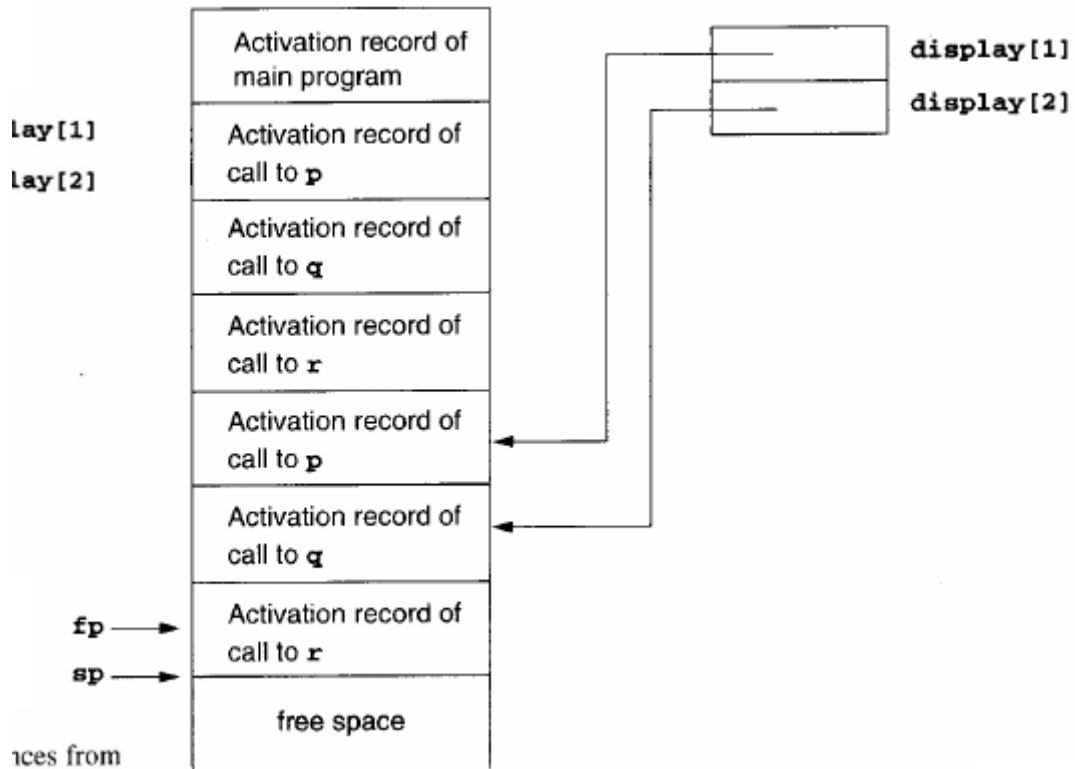 Activation record of
main program
display[1]
display[2]
lay[1]
lay[2]
Activation record of
call to p
Activation record of
call to q
Activation record of
call to r
Activation record of
call to p
Activation record of
call to q
Activation record of
call to r
fp
sp
free space
nces from